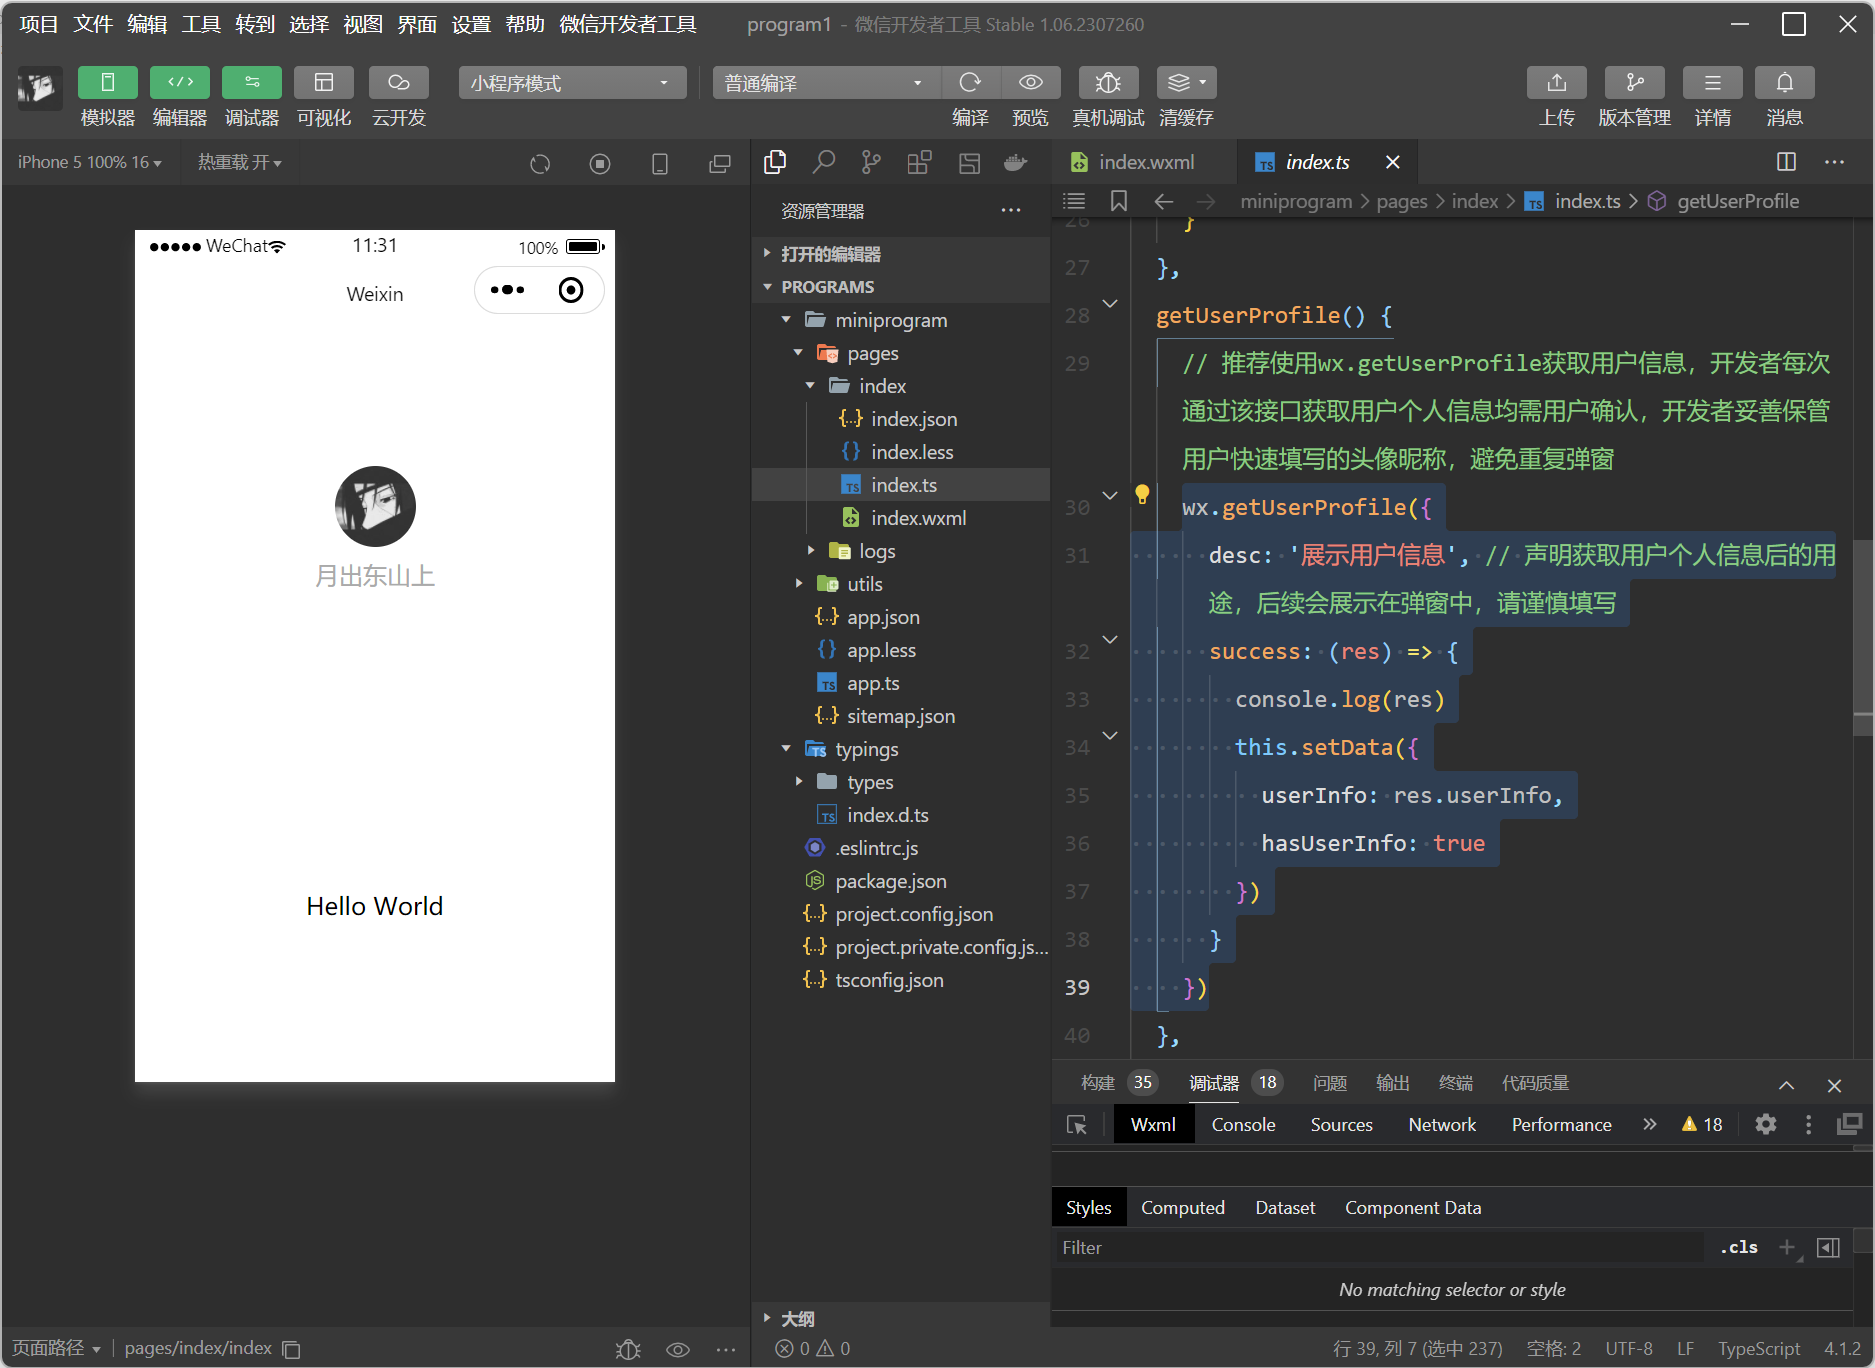 项目 文件 编辑 工具 转到 选择 视图 界面 设置 帮助 微信开发者工具 program1 - 微信开发者工具 Stable 1.06.2307260
小程序模式 普通编译
模拟器 编辑器 调试器 可视化 云开发 编译 预览 真机调试 清缓存 上传 版本管理 详情 消息
iPhone 5 100% 16 热重载 开
WeChat 11:31 100%
Weixin
月出东山上
Hello World
页面路径 pages/index/index
资源管理器
打开的编辑器
PROGRAMS
miniprogram
pages
index
index.json
index.less
index.ts
index.wxml
logs
utils
app.json
app.less
app.ts
sitemap.json
typings
types
index.d.ts
.eslintrc.js
package.json
project.config.json
project.private.config.js...
tsconfig.json
大纲
0 0
index.wxml index.ts
miniprogram > pages > index > index.ts > getUserProfile
26 }
27 },
28 getUserProfile() {
29 // 推荐使用wx.getUserProfile获取用户信息，开发者每次
通过该接口获取用户个人信息均需用户确认，开发者妥善保管
用户快速填写的头像昵称，避免重复弹窗
30 wx.getUserProfile({
31 desc: '展示用户信息', // 声明获取用户个人信息后的用
途，后续会展示在弹窗中，请谨慎填写
32 success: (res) => {
33 console.log(res)
34 this.setData({
35 userInfo: res.userInfo,
36 hasUserInfo: true
37 })
38 }
39 })
40 },
构建 35 调试器 18 问题 输出 终端 代码质量
Wxml Console Sources Network Performance » 18
Styles Computed Dataset Component Data
Filter .cls +
No matching selector or style
行 39, 列 7 (选中 237) 空格: 2 UTF-8 LF TypeScript 4.1.2